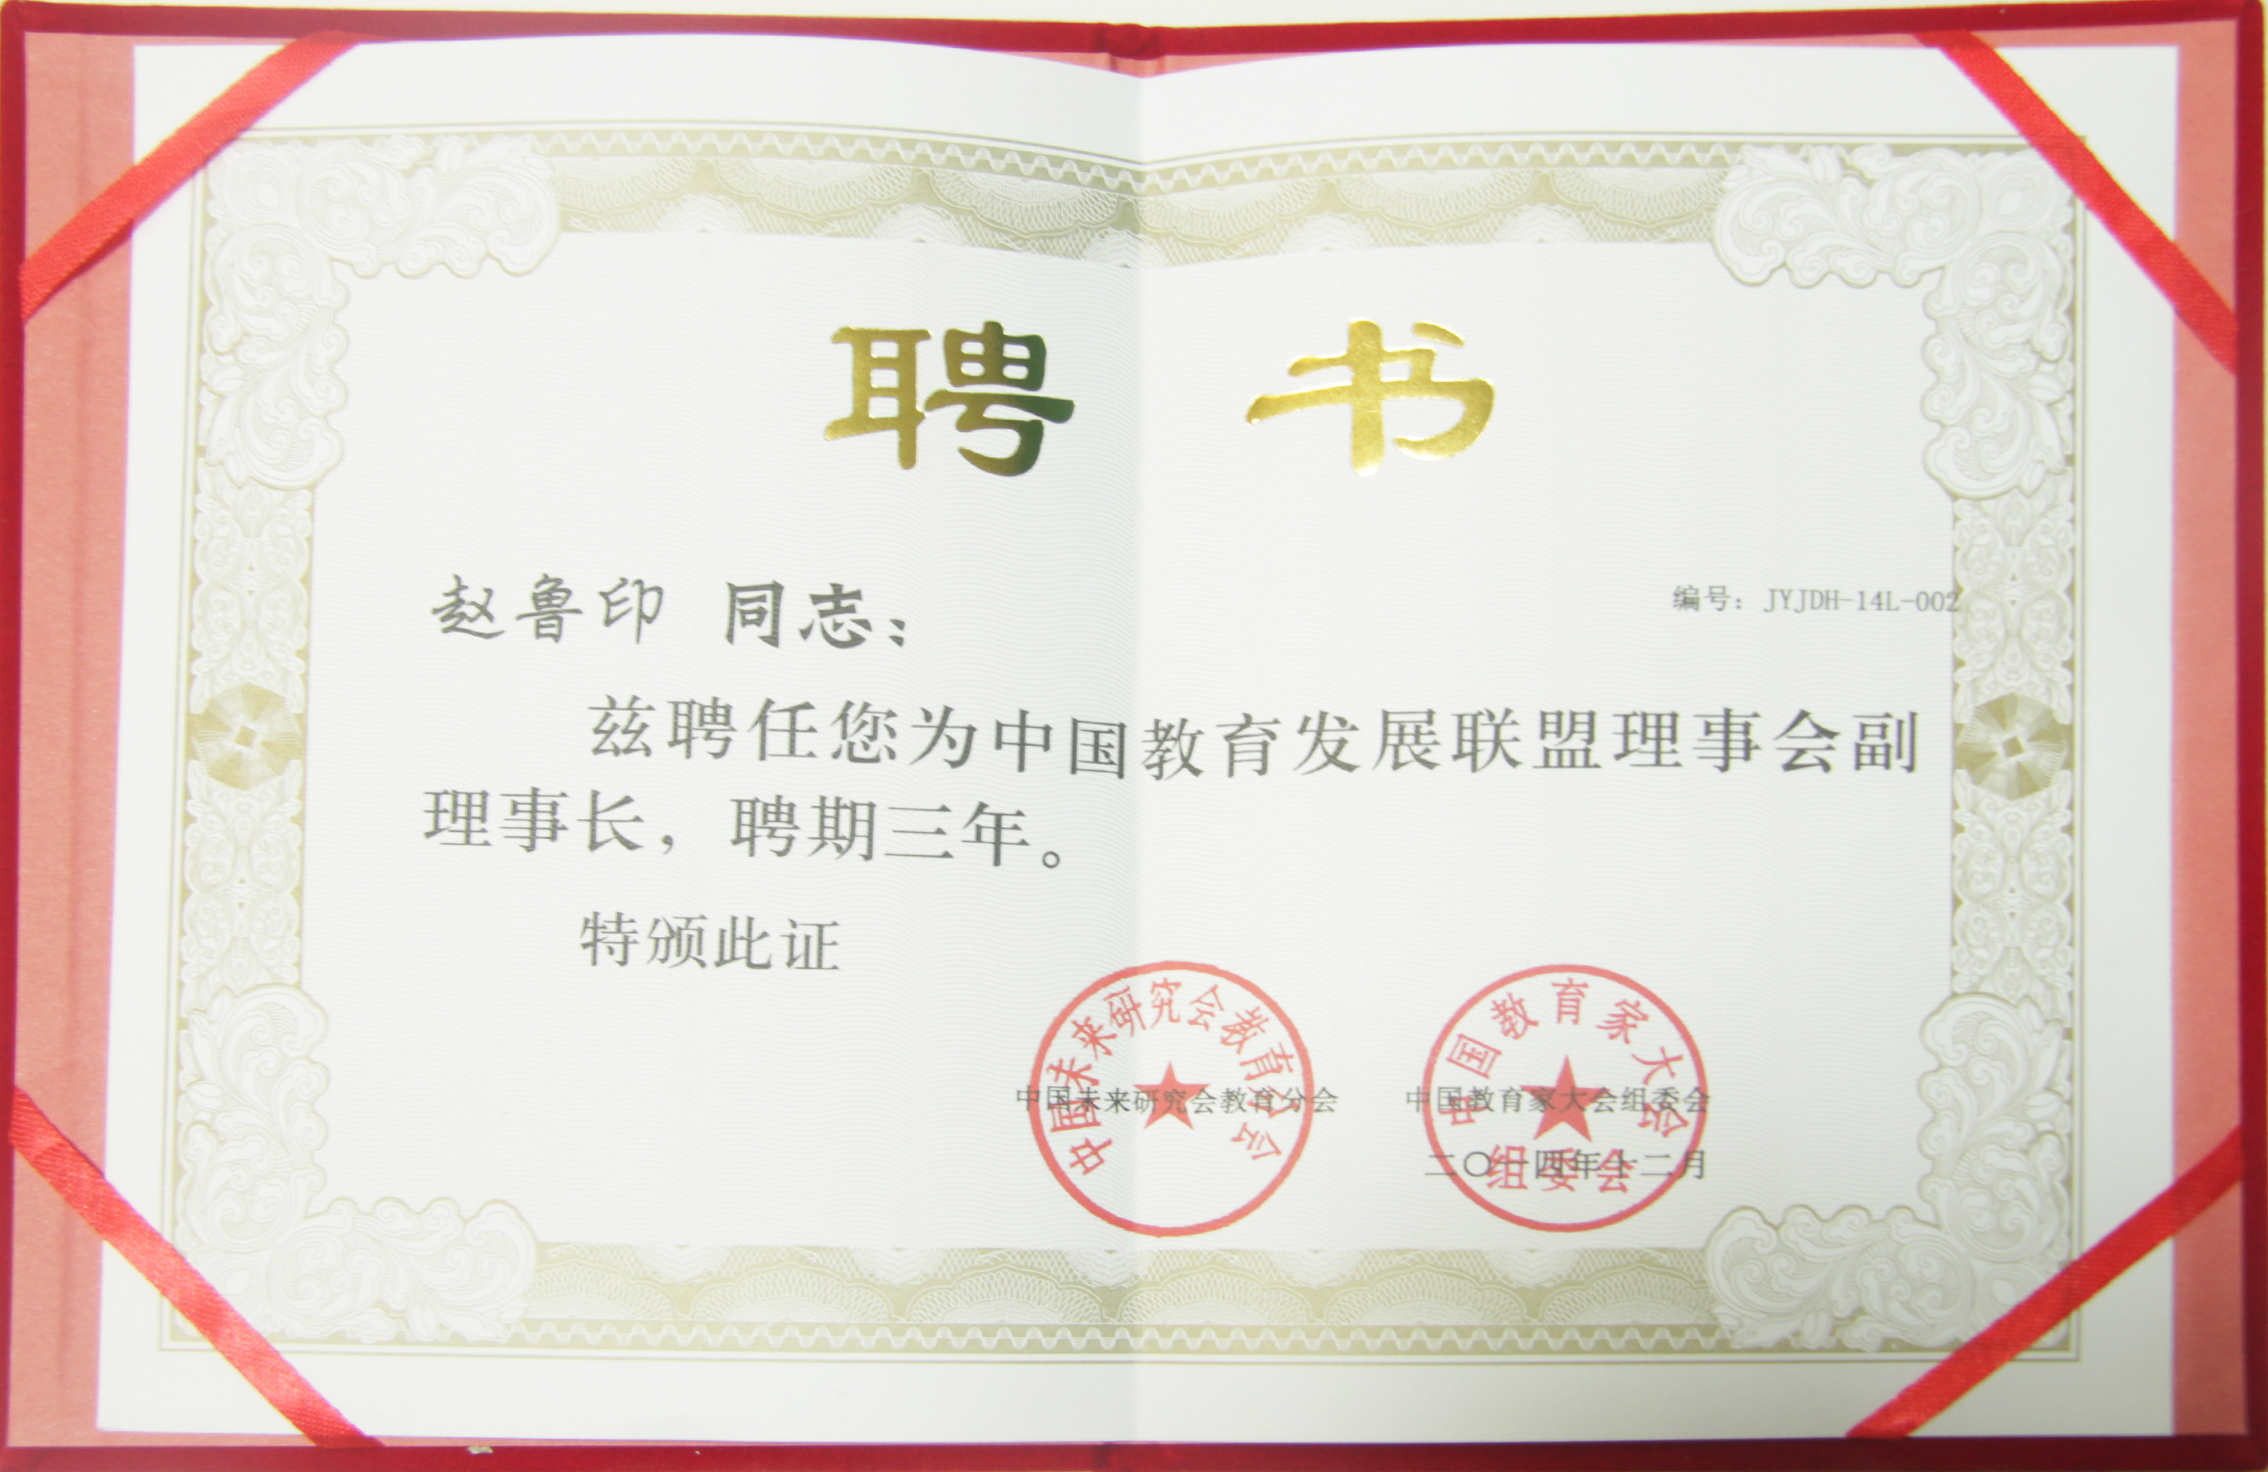 聘 书
赵鲁印 同志：
编号：JYJDH-14L-002
兹聘任您为中国教育发展联盟理事会副
理事长，聘期三年。
特颁此证
中国未来研究会教育分会
中国教育家大会组委会
二〇一四年十二月
中国未来研究会教育分会
中国教育家大会
组委会